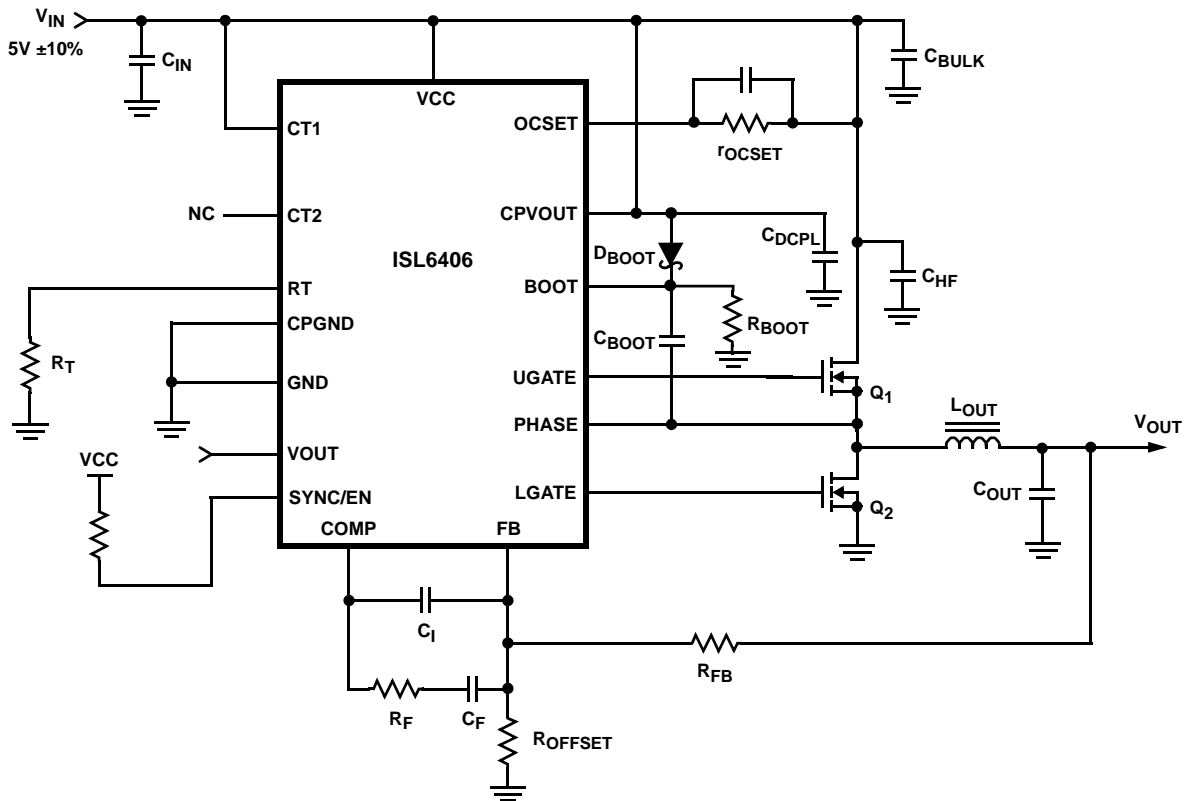 VIN
5V ±10%
CIN
CBULK
VCC
CT1
OCSET
rOCSET
NC
CT2
CPVOUT
CDCPL
DBOOT
ISL6406
CHF
RT
BOOT
RBOOT
CPGND
CBOOT
RT
GND
UGATE
Q1
LOUT
PHASE
VOUT
VCC
VOUT
LGATE
COUT
SYNC/EN
Q2
COMP
FB
CI
RFB
RF
CF
ROFFSET